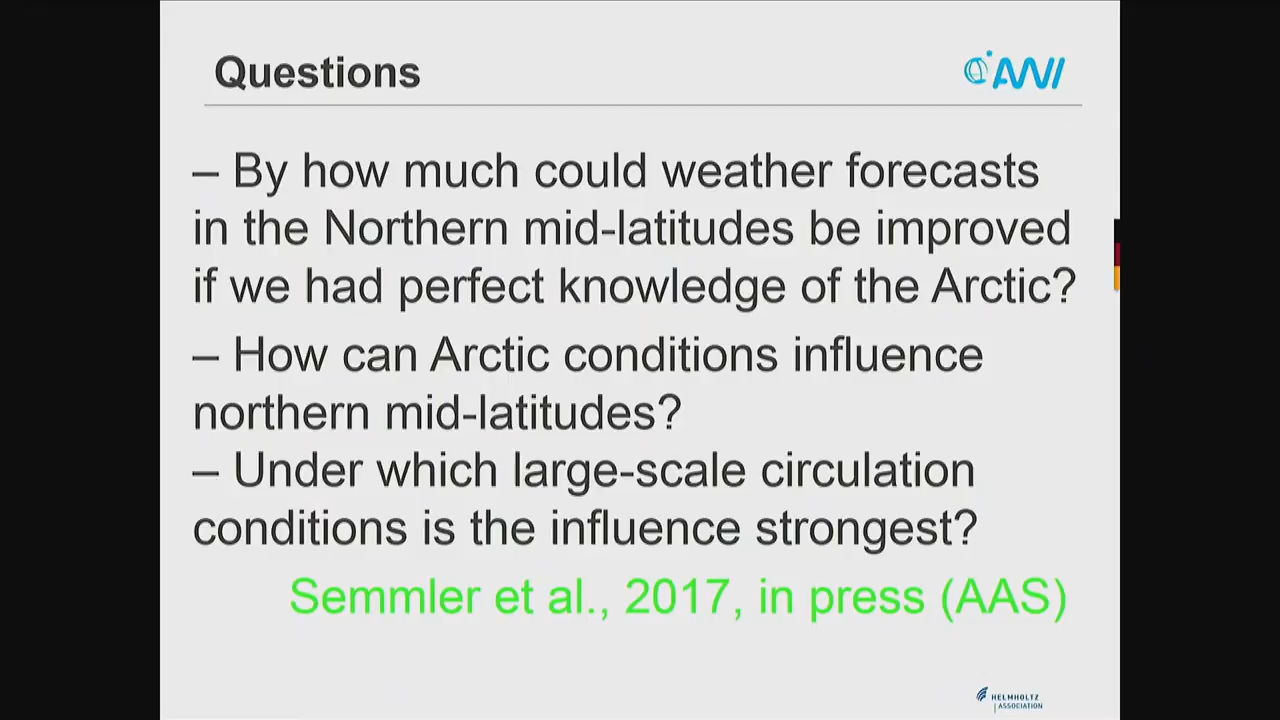 Questions
AWI
– By how much could weather forecasts
in the Northern mid-latitudes be improved
if we had perfect knowledge of the Arctic?
– How can Arctic conditions influence
northern mid-latitudes?
– Under which large-scale circulation
conditions is the influence strongest?
Semmler et al., 2017, in press (AAS)
HELMHOLTZ
ASSOCIATION